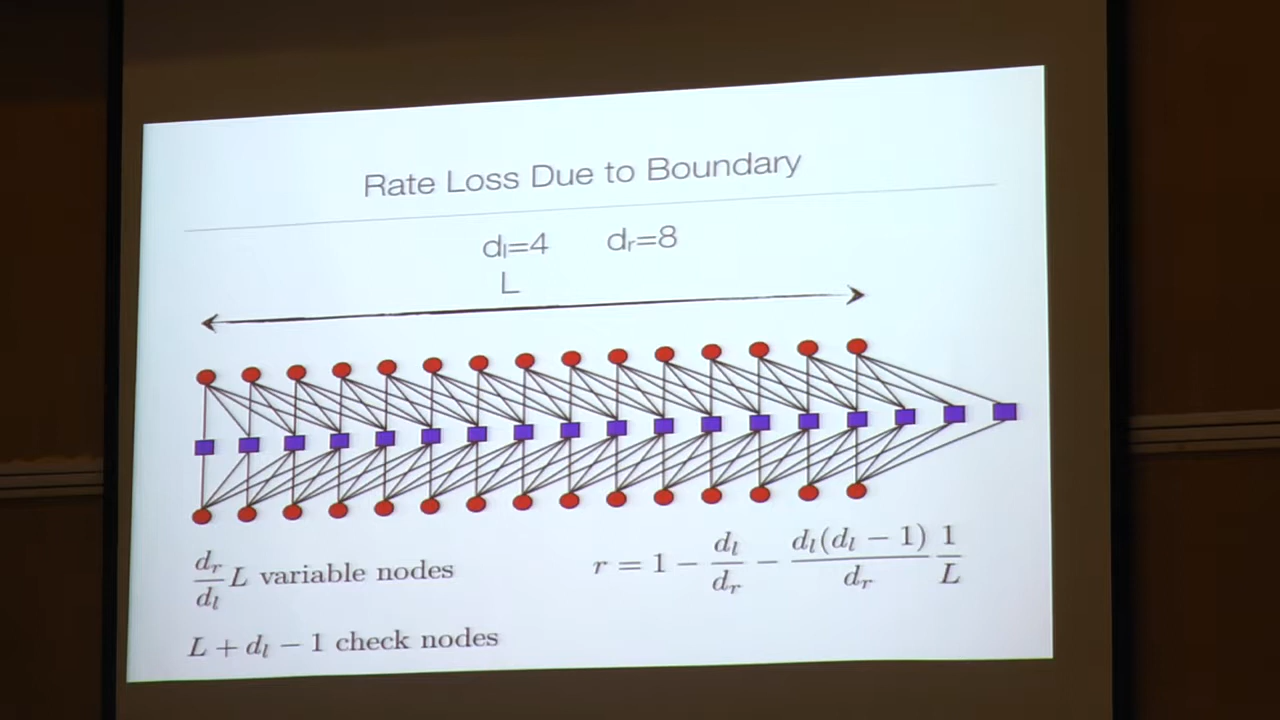 Rate Loss Due to Boundary
dₗ=4 dᵣ=8
L
dᵣ/dₗ L variable nodes
r = 1 − dₗ/dᵣ − dₗ(dₗ − 1)/dᵣ 1/L
L + dₗ − 1 check nodes